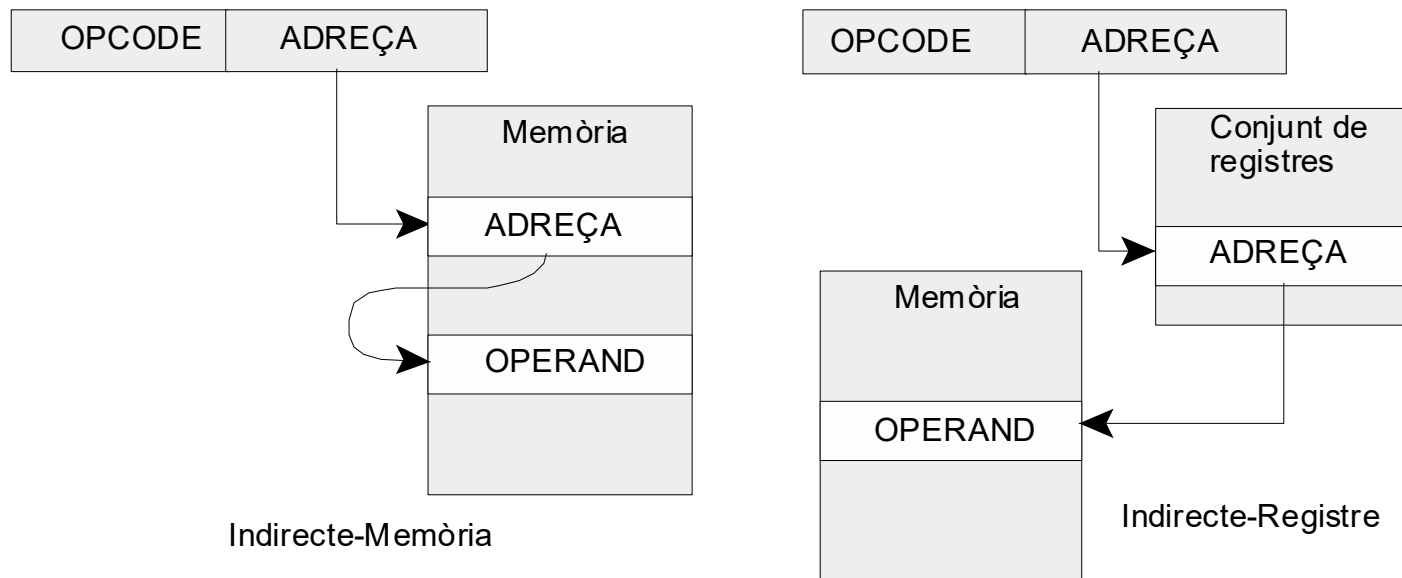 OPCODE ADREÇA
Memòria
ADREÇA
OPERAND
Indirecte-Memòria
OPCODE ADREÇA
Conjunt de
registres
ADREÇA
Memòria
OPERAND
Indirecte-Registre